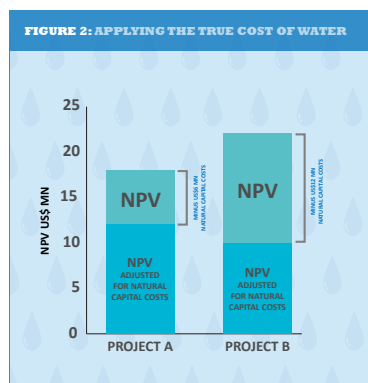 FIGURE 2: APPLYING THE TRUE COST OF WATER
25
20
15
10
5
0
NPV US$ MN
NPV
NPV
ADJUSTED
FOR NATURAL
CAPITAL COSTS
MINUS US$6 MN
NATURAL CAPITAL COSTS
PROJECT A
NPV
NPV
ADJUSTED
FOR NATURAL
CAPITAL COSTS
MINUS US$12 MN
NATURAL CAPITAL COSTS
PROJECT B